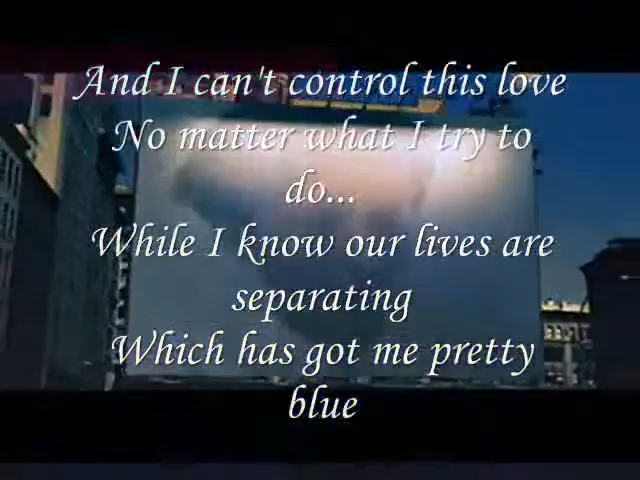 And I can't control this love
No matter what I try to
do...
While I know our lives are
separating
Which has got me pretty
blue